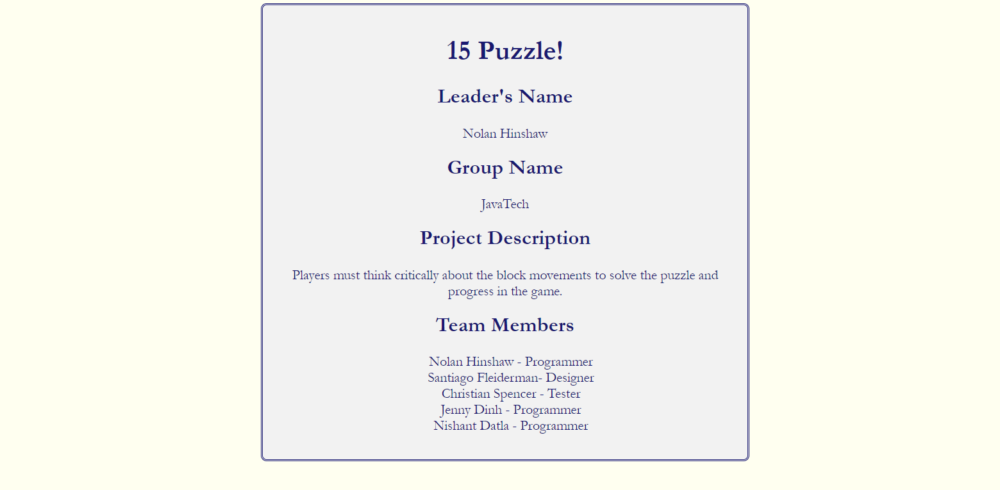 15 Puzzle!
Leader's Name
Nolan Hinshaw
Group Name
JavaTech
Project Description
Players must think critically about the block movements to solve the puzzle and
progress in the game.
Team Members
Nolan Hinshaw - Programmer
Santiago Fleiderman- Designer
Christian Spencer - Tester
Jenny Dinh - Programmer
Nishant Datla - Programmer